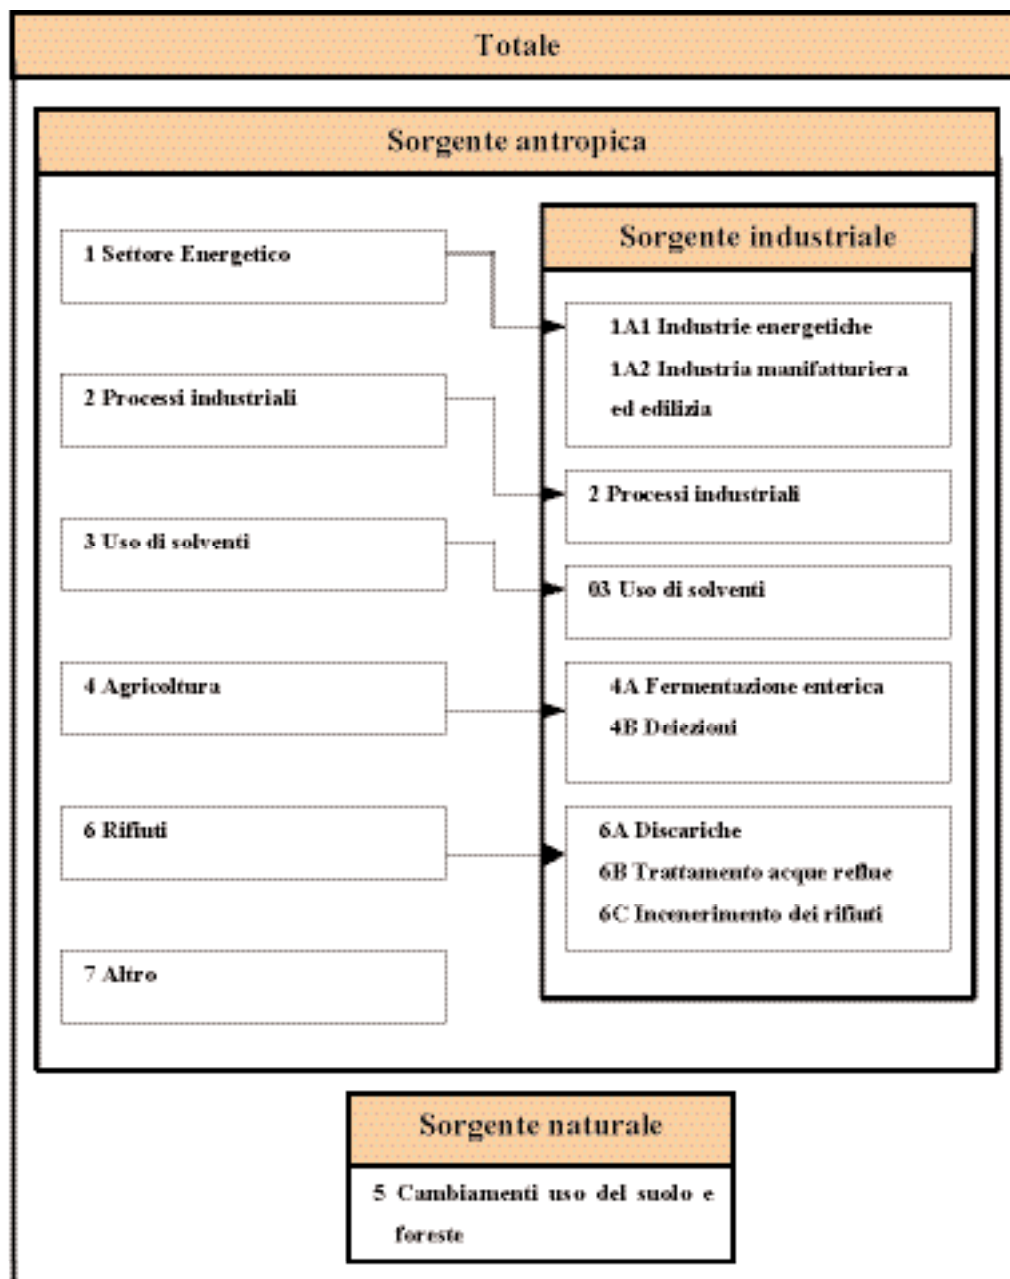 Totale
Sorgente antropica
1 Settore Energetico
2 Processi industriali
3 Uso di solventi
4 Agricoltura
6 Rifiuti
7 Altro
Sorgente industriale
1A1 Industrie energetiche
1A2 Industria manifatturiera
ed edilizia
2 Processi industriali
03 Uso di solventi
4A Fermentazione enterica
4B Deiezioni
6A Discariche
6B Trattamento acque reflue
6C Incenerimento dei rifiuti
Sorgente naturale
5 Cambiamenti uso del suolo e
foreste